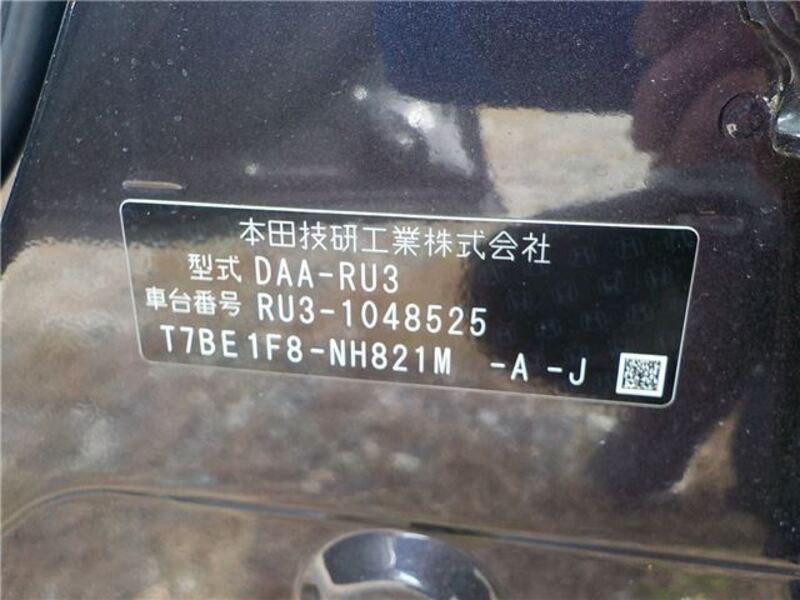 本田技研工業株式会社
型式 DAA-RU3
車台番号 RU3-1048525
T7BE1F8-NH821M -A -J